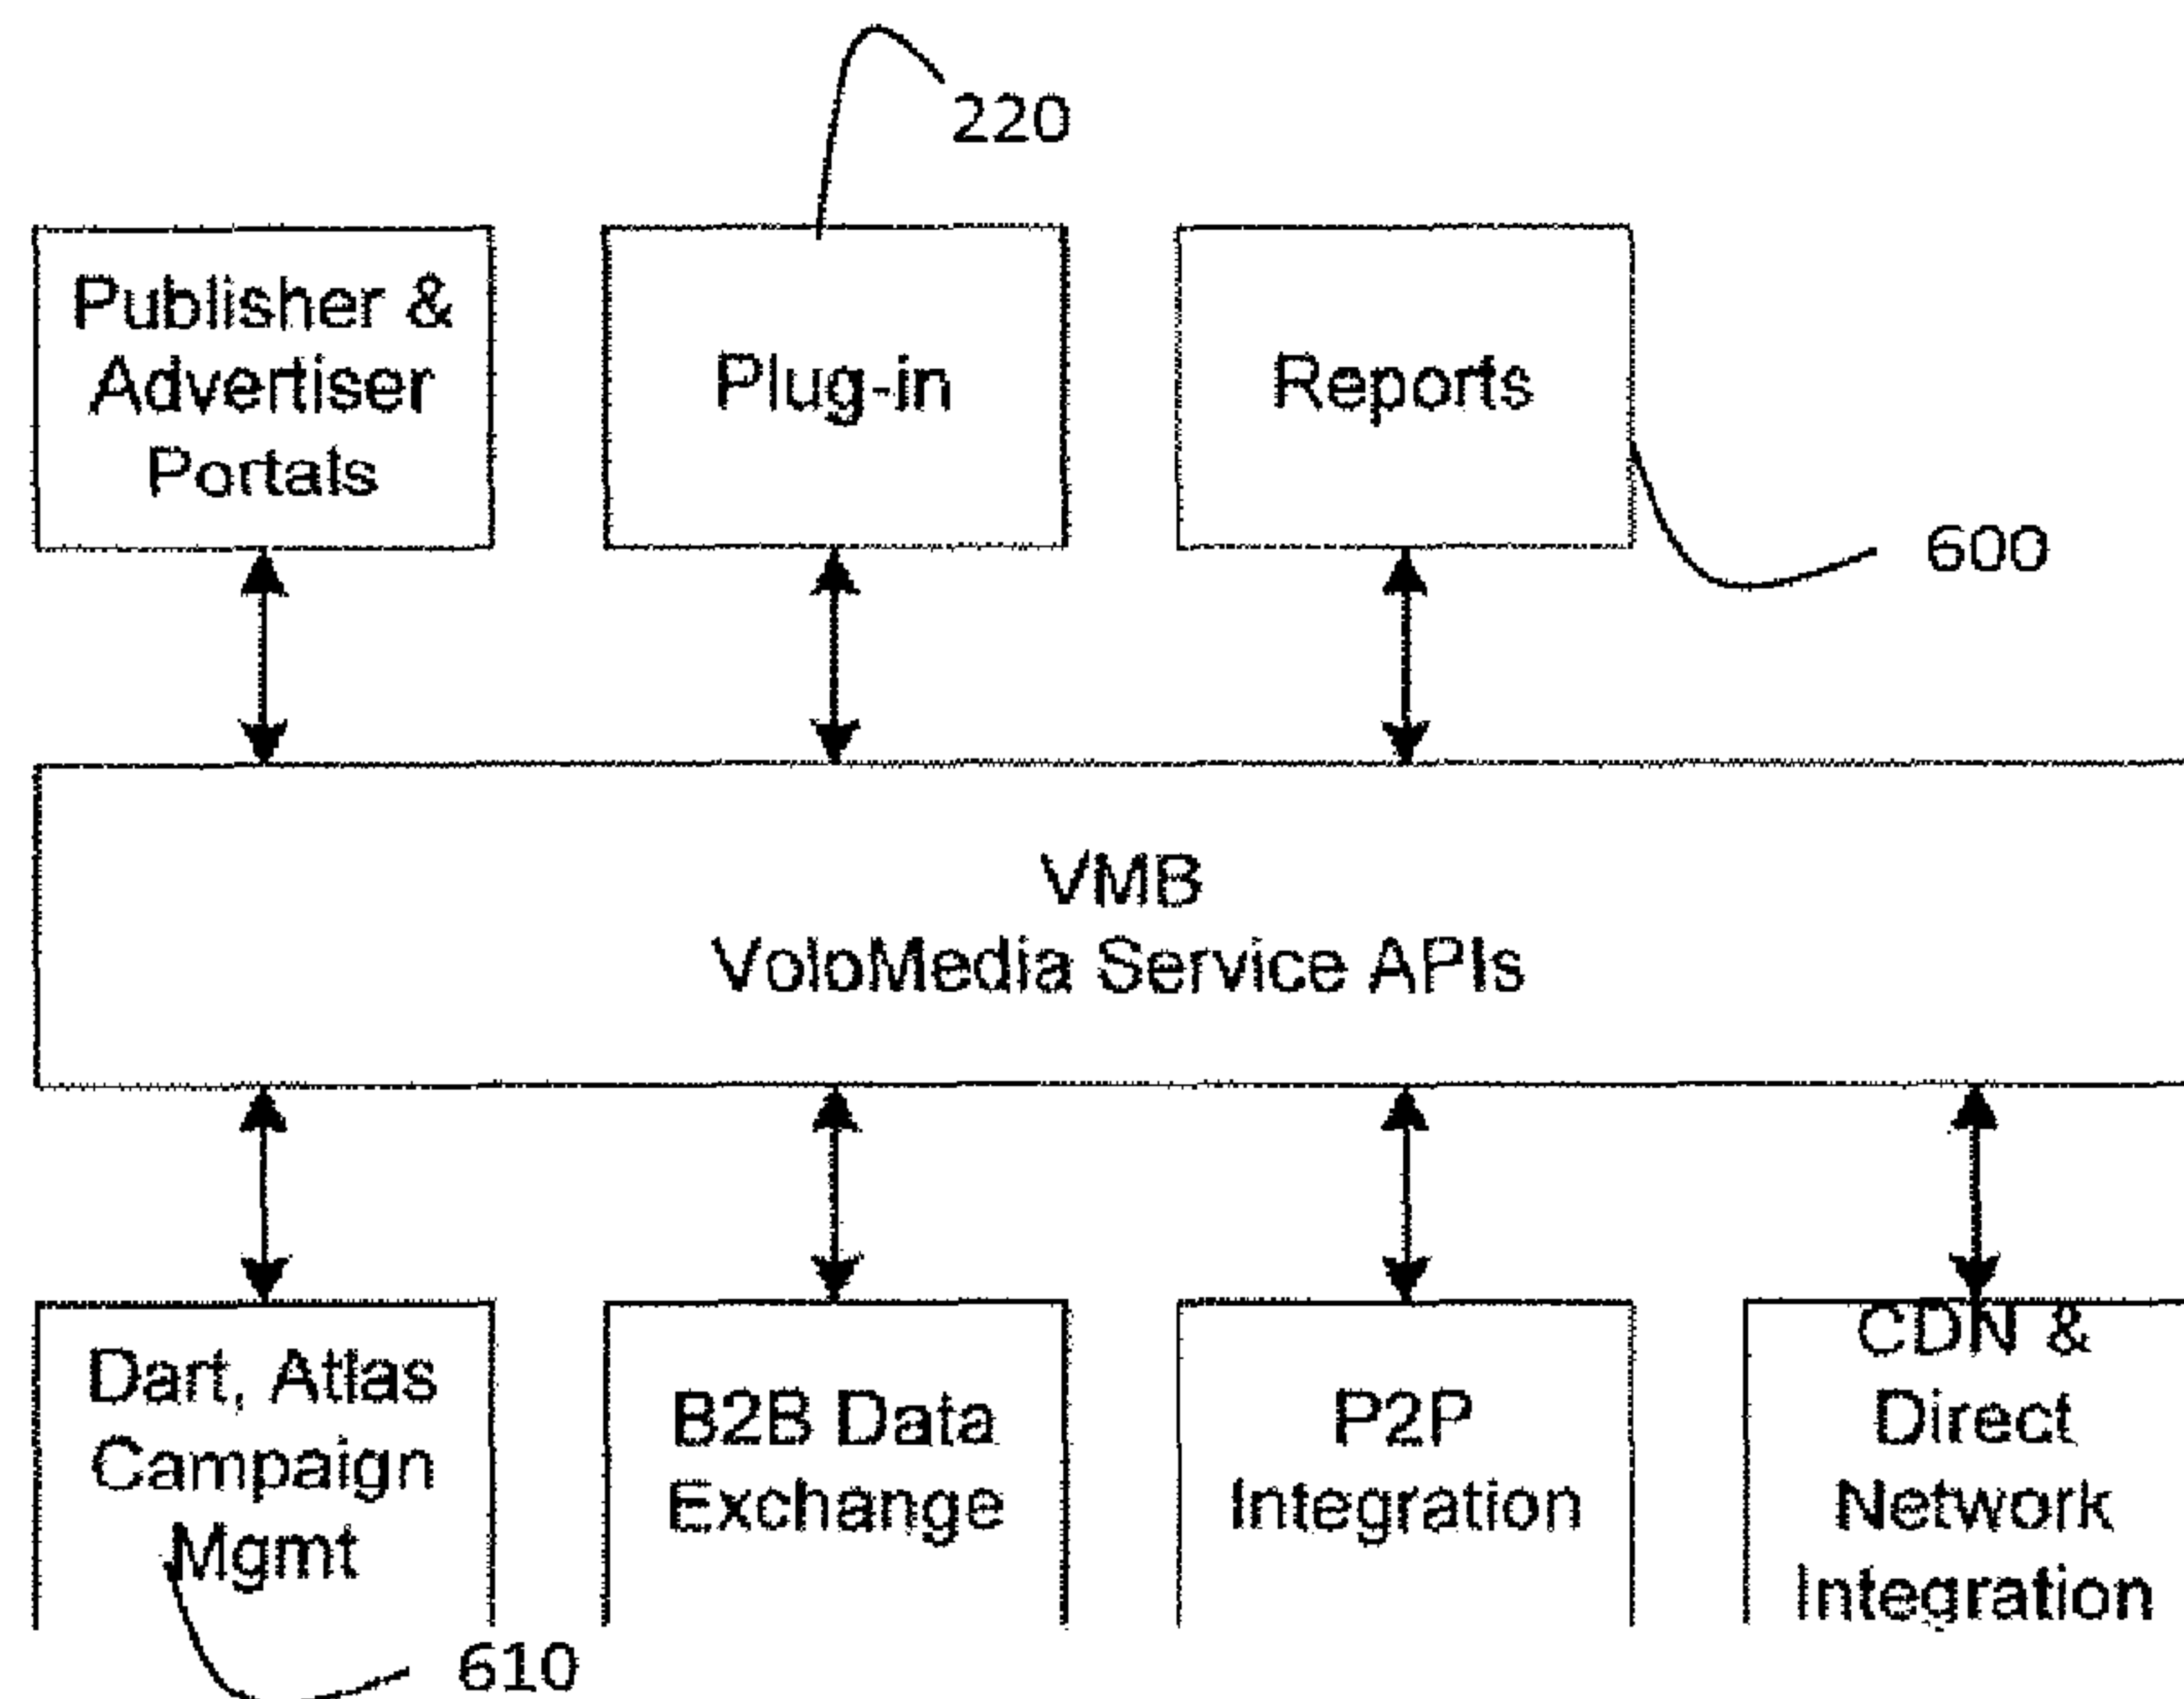 220
Publisher &
Advertiser
Portals
Plug-in
Reports
600
VMB
VoloMedia Service APIs
Dart, Atlas
Campaign
Mgmt
B2B Data
Exchange
P2P
Integration
CDN &
Direct
Network
Integration
610